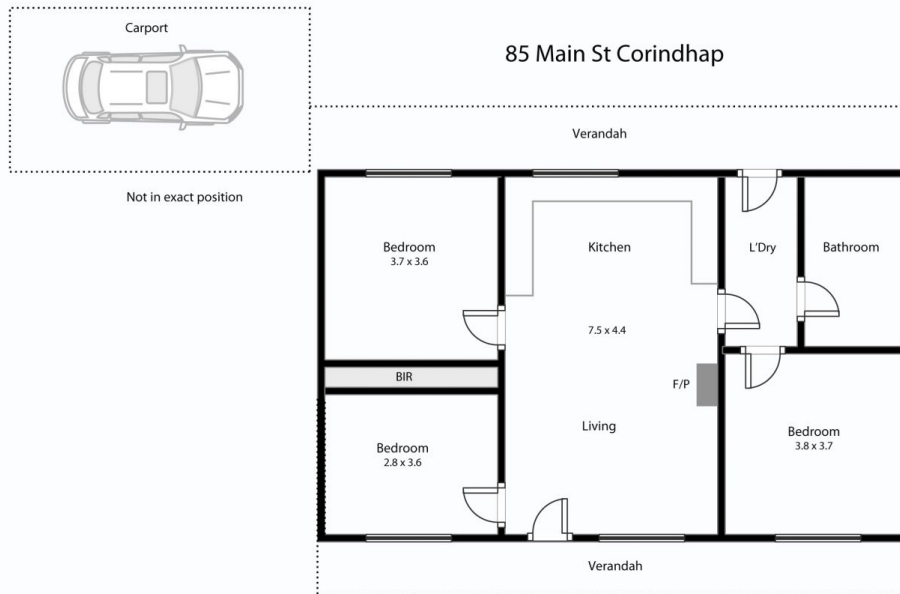 Carport
85 Main St Corindhap
Verandah
Not in exact position
Bedroom
3.7 x 3.6
Kitchen
L'Dry
Bathroom
7.5 x 4.4
BIR
F/P
Living
Bedroom
2.8 x 3.6
Bedroom
3.8 x 3.7
Verandah